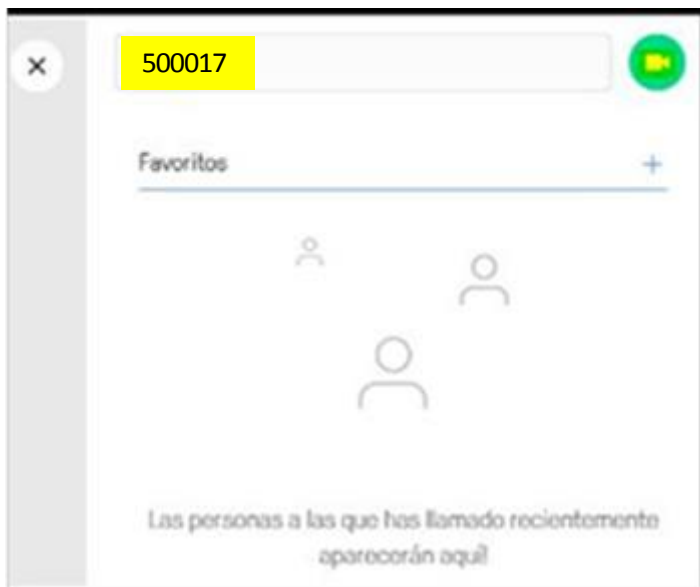 500017
Favoritos
Las personas a las que has llamado recientemente
aparecerán aquí!